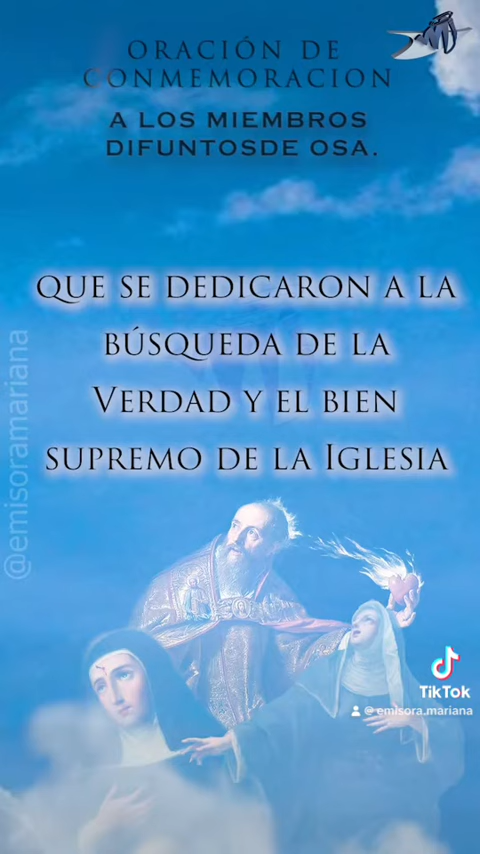 ORACIÓN DE
CONMEMORACION
A LOS MIEMBROS
DIFUNTOSDE OSA.
QUE SE DEDICARON A LA
BÚSQUEDA DE LA
VERDAD Y EL BIEN
SUPREMO DE LA IGLESIA
@emisoramariana
TikTok
@emisora.mariana